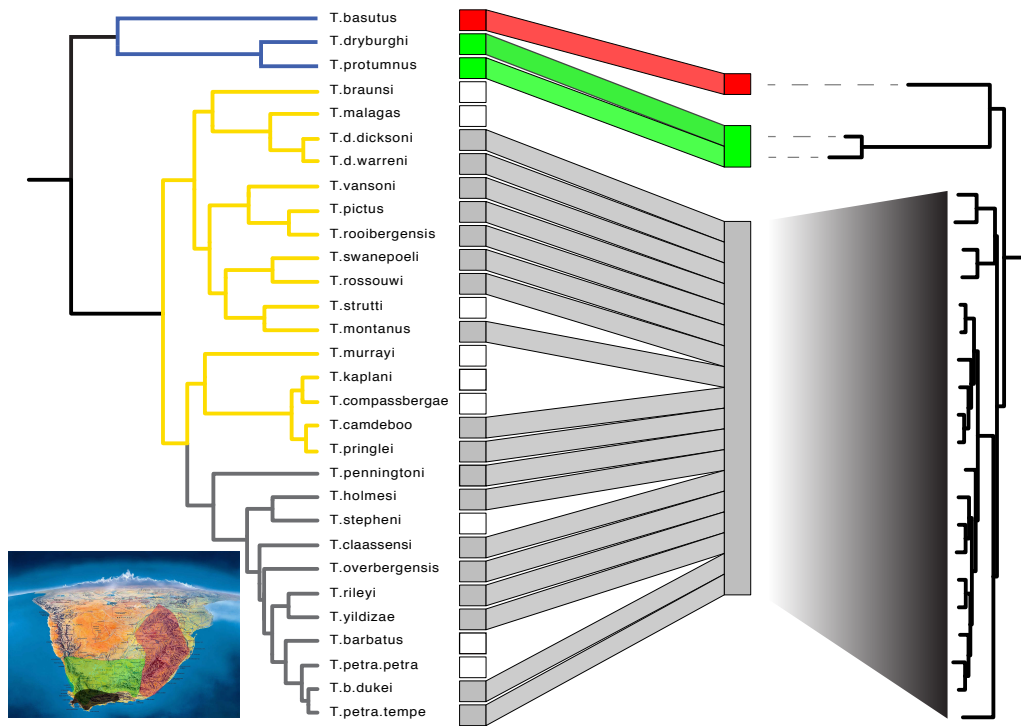 T.basutus
T.dryburghi
T.protumnus
T.braunsi
T.malagas
T.d.dicksoni
T.d.warreni
T.vansoni
T.pictus
T.rooibergensis
T.swanepoeli
T.rossouwi
T.strutti
T.montanus
T.murrayi
T.kaplani
T.compassbergae
T.camdeboo
T.pringlei
T.penningtoni
T.holmesi
T.stepheni
T.claassensi
T.overbergensis
T.rileyi
T.yildizae
T.barbatus
T.petra.petra
T.b.dukei
T.petra.tempe